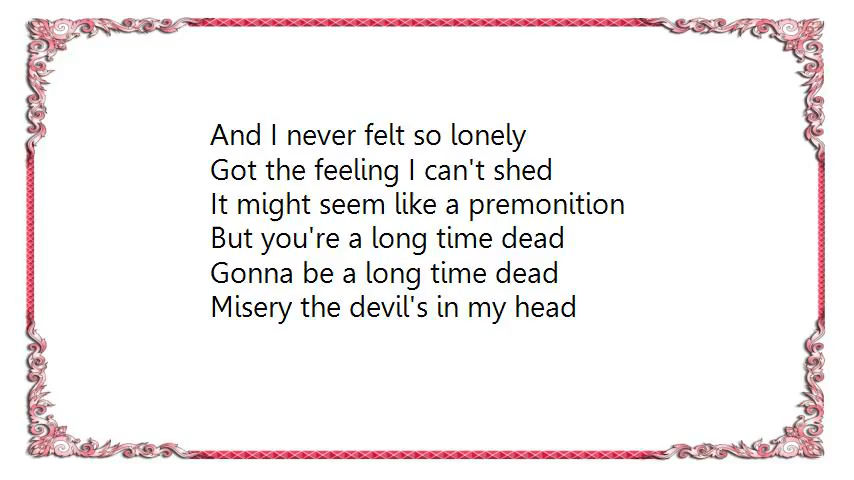 And I never felt so lonely
Got the feeling I can't shed
It might seem like a premonition
But you're a long time dead
Gonna be a long time dead
Misery the devil's in my head